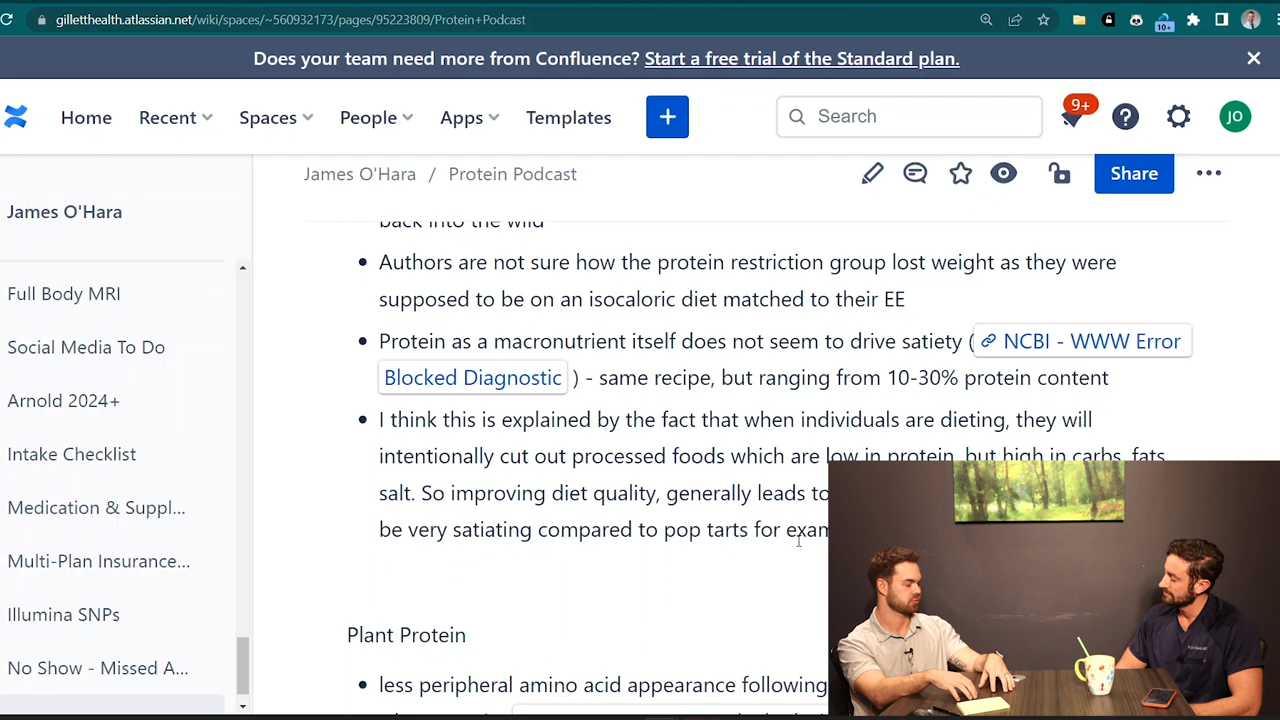 gilletthealth.atlassian.net/wiki/spaces/~560932173/pages/95223809/Protein+Podcast
10+
Does your team need more from Confluence? Start a free trial of the Standard plan.
Home Recent Spaces People Apps Templates + Search 9+ JO
James O'Hara / Protein Podcast Share
James O'Hara
Full Body MRI
Social Media To Do
Arnold 2024+
Intake Checklist
Medication & Suppl...
Multi-Plan Insurance...
Illumina SNPs
No Show - Missed A...
back into the wild
Authors are not sure how the protein restriction group lost weight as they were
supposed to be on an isocaloric diet matched to their EE
Protein as a macronutrient itself does not seem to drive satiety ( NCBI - WWW Error
Blocked Diagnostic ) - same recipe, but ranging from 10-30% protein content
I think this is explained by the fact that when individuals are dieting, they will
intentionally cut out processed foods which are low in protein, but high in carbs, fats
salt. So improving diet quality, generally leads to
be very satiating compared to pop tarts for exam
Plant Protein
less peripheral amino acid appearance following